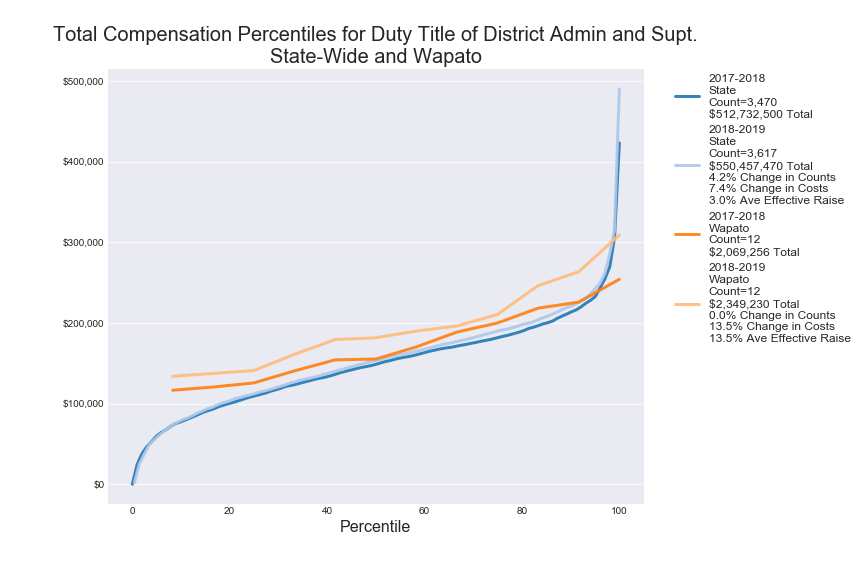 Total Compensation Percentiles for Duty Title of District Admin and Supt.
State-Wide and Wapato
$500,000
$400,000
$300,000
$200,000
$100,000
$0
0
20
40
60
80
100
Percentile
2017-2018
State
Count=3,470
$512,732,500 Total
2018-2019
State
Count=3,617
$550,457,470 Total
4.2% Change in Counts
7.4% Change in Costs
3.0% Ave Effective Raise
2017-2018
Wapato
Count=12
$2,069,256 Total
2018-2019
Wapato
Count=12
$2,349,230 Total
0.0% Change in Counts
13.5% Change in Costs
13.5% Ave Effective Raise